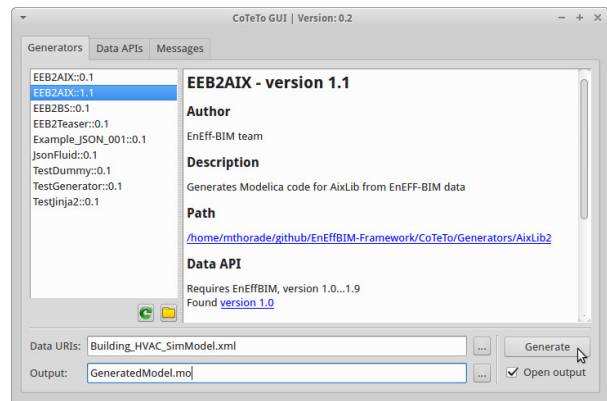 CoTeTo GUI | Version: 0.2
Generators Data APIs Messages
EEB2AIX::0.1
EEB2AIX::1.1
EEB2BS::0.1
EEB2Teaser::0.1
Example_JSON_001::0.1
JsonFluid::0.1
TestDummy::0.1
TestGenerator::0.1
TestJinja2::0.1
EEB2AIX - version 1.1
Author
EnEff-BIM team
Description
Generates Modelica code for AixLib from EnEFF-BIM data
Path
/home/mthorade/github/EnEffBIM-Framework/CoTeTo/Generators/AixLib2
Data API
Requires EnEffBIM, version 1.0...1.9
Found version 1.0
Data URIs: Building_HVAC_SimModel.xml ... Generate
Output: GeneratedModel.mo ... Open output